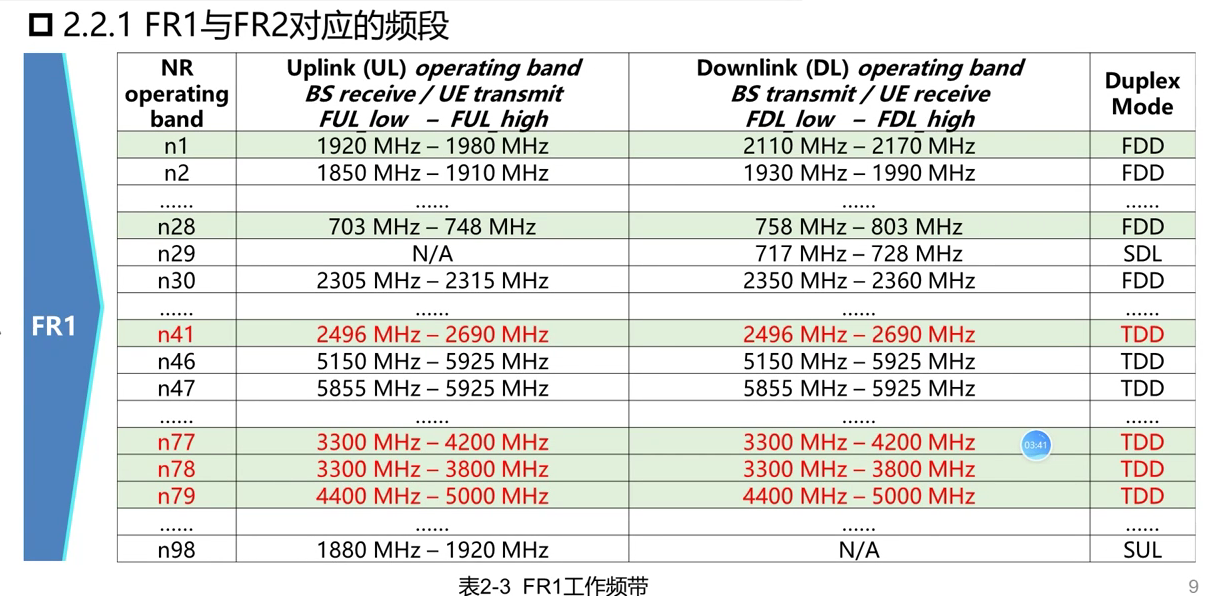 2.2.1 FR1与FR2对应的频段
NR operating band
Uplink (UL) operating band
BS receive / UE transmit
FUL_low – FUL_high
Downlink (DL) operating band
BS transmit / UE receive
FDL_low – FDL_high
Duplex Mode
n1 1920 MHz – 1980 MHz 2110 MHz – 2170 MHz FDD
n2 1850 MHz – 1910 MHz 1930 MHz – 1990 MHz FDD
...... ...... ...... ......
n28 703 MHz – 748 MHz 758 MHz – 803 MHz FDD
n29 N/A 717 MHz – 728 MHz SDL
n30 2305 MHz – 2315 MHz 2350 MHz – 2360 MHz FDD
...... ...... ...... ......
FR1
n41 2496 MHz – 2690 MHz 2496 MHz – 2690 MHz TDD
n46 5150 MHz – 5925 MHz 5150 MHz – 5925 MHz TDD
n47 5855 MHz – 5925 MHz 5855 MHz – 5925 MHz TDD
...... ...... ...... ......
n77 3300 MHz – 4200 MHz 3300 MHz – 4200 MHz 03:41 TDD
n78 3300 MHz – 3800 MHz 3300 MHz – 3800 MHz TDD
n79 4400 MHz – 5000 MHz 4400 MHz – 5000 MHz TDD
...... ...... ...... ......
n98 1880 MHz – 1920 MHz N/A SUL
表2-3 FR1工作频带
9